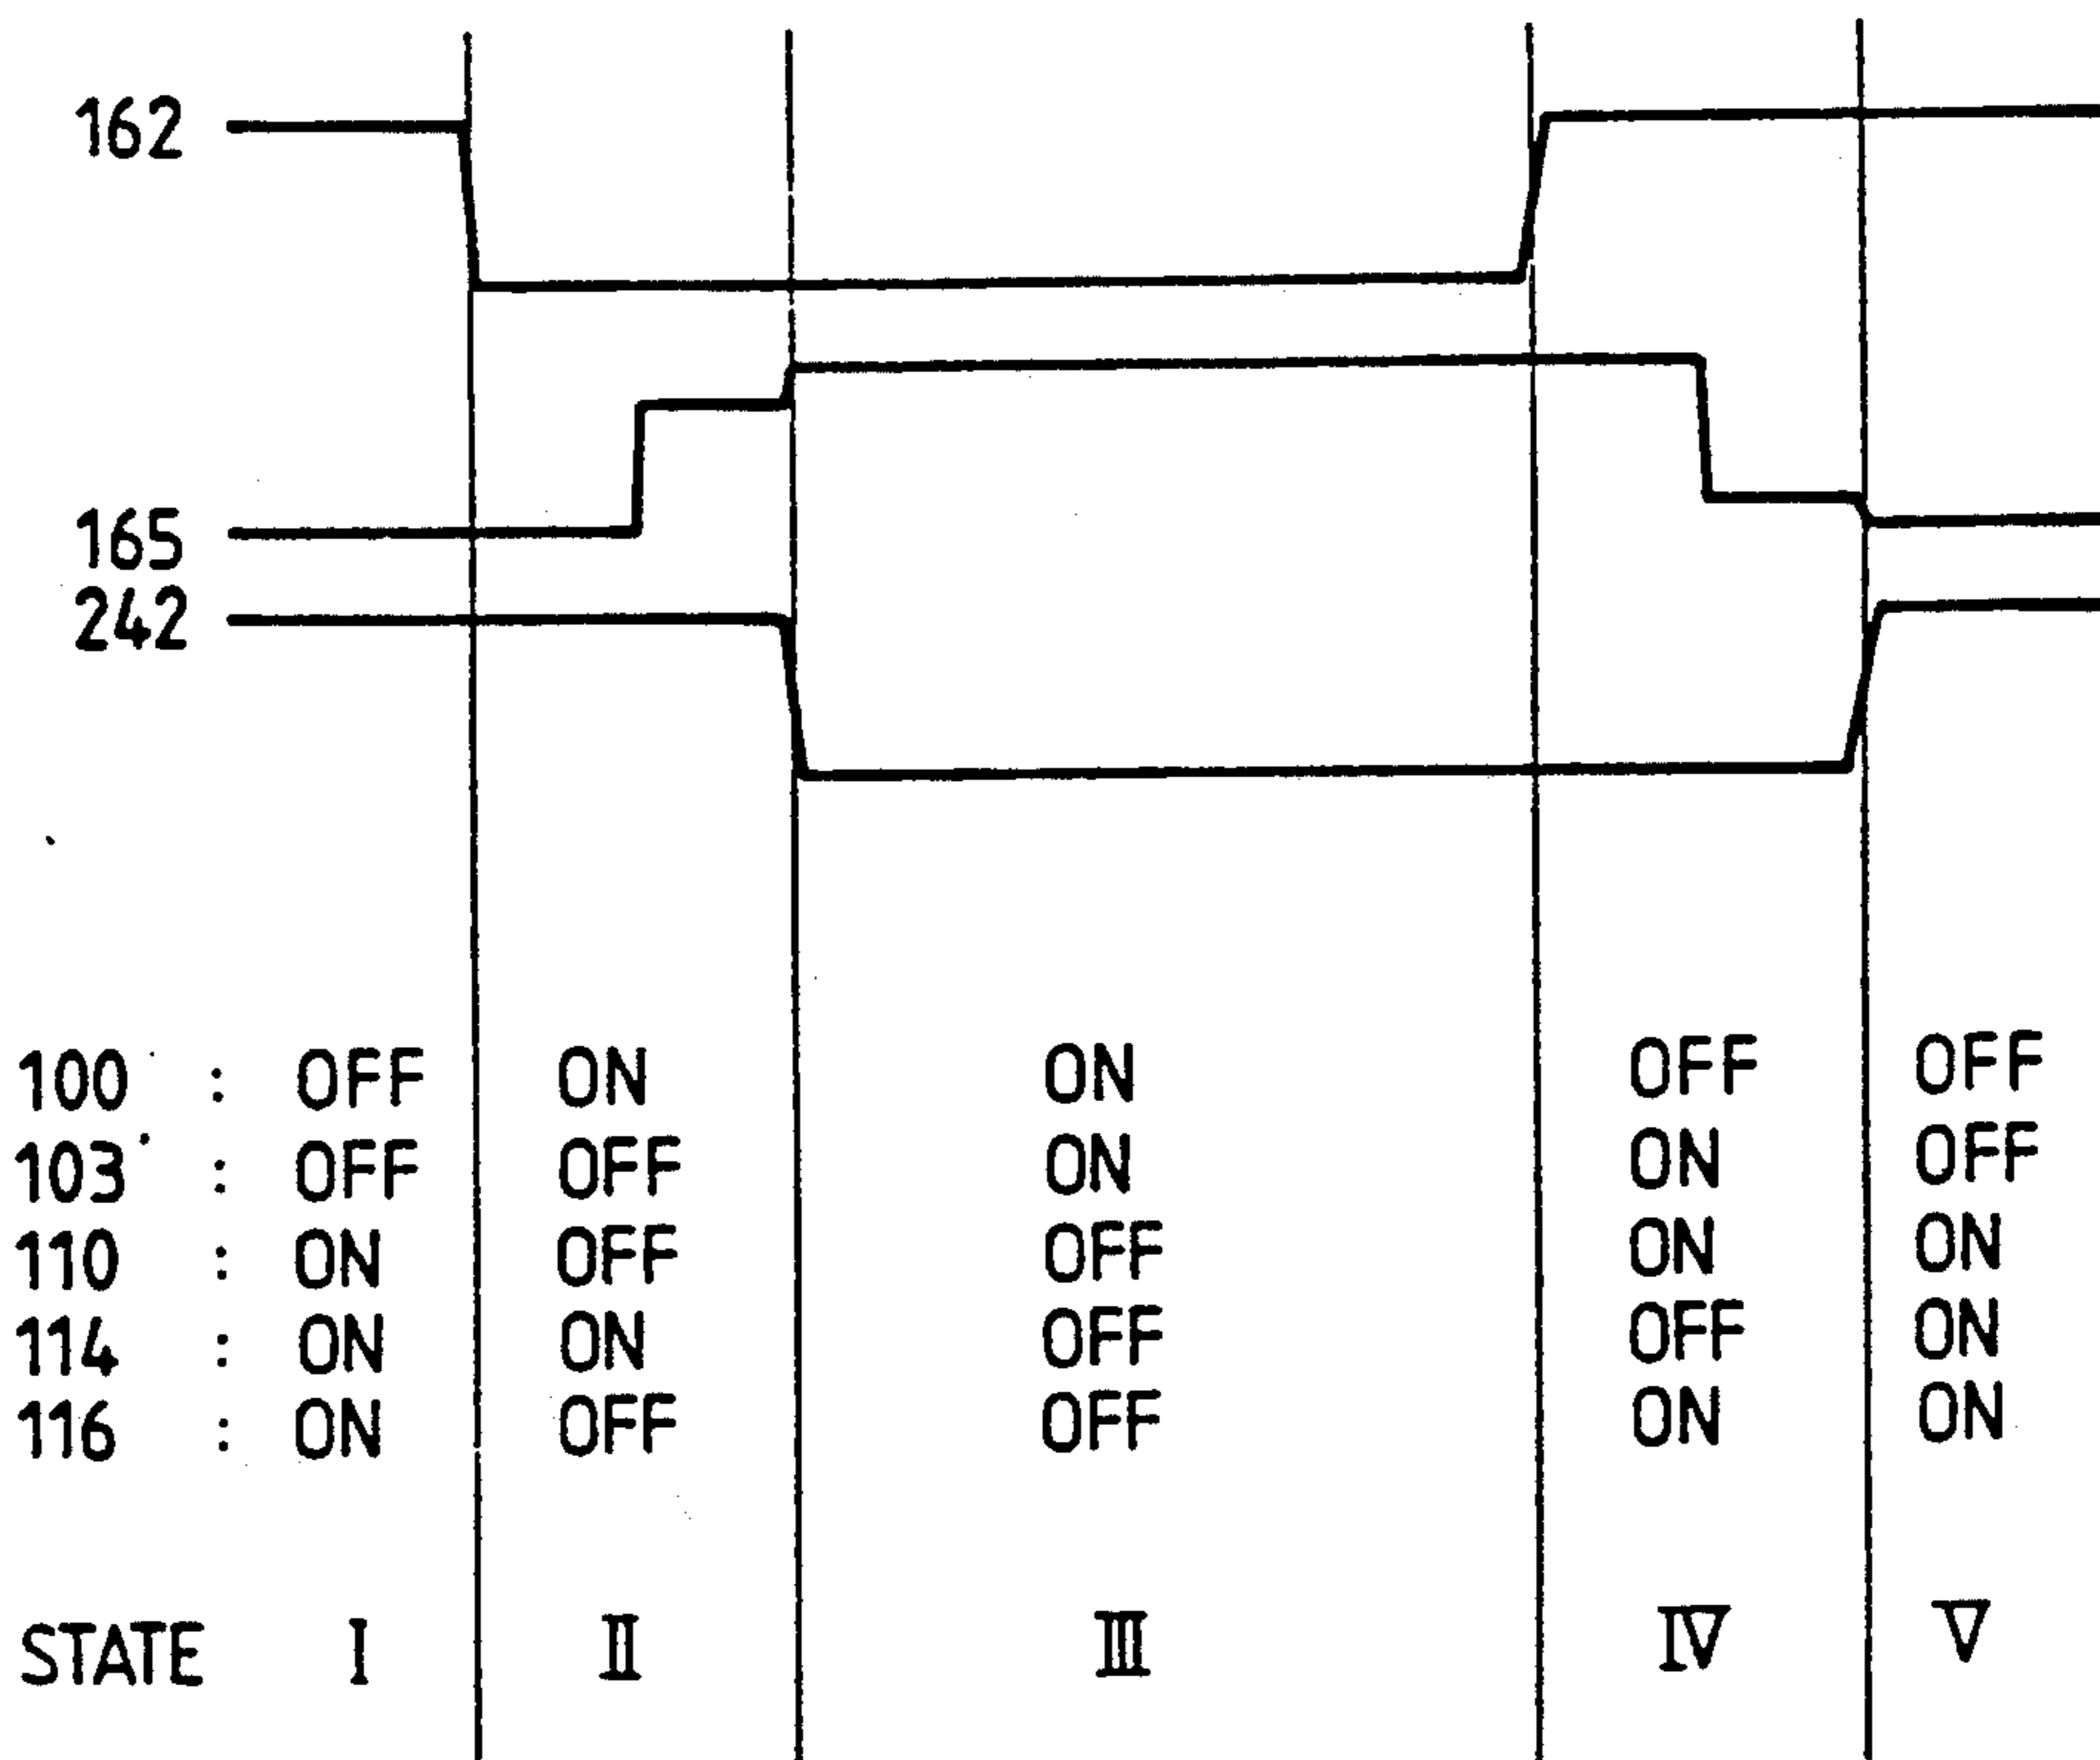 162
165
242
100 : OFF ON ON OFF OFF
103 : OFF OFF ON ON OFF
110 : ON OFF OFF ON ON
114 : ON ON OFF OFF ON
116 : ON OFF OFF ON ON
STATE I II III IV V